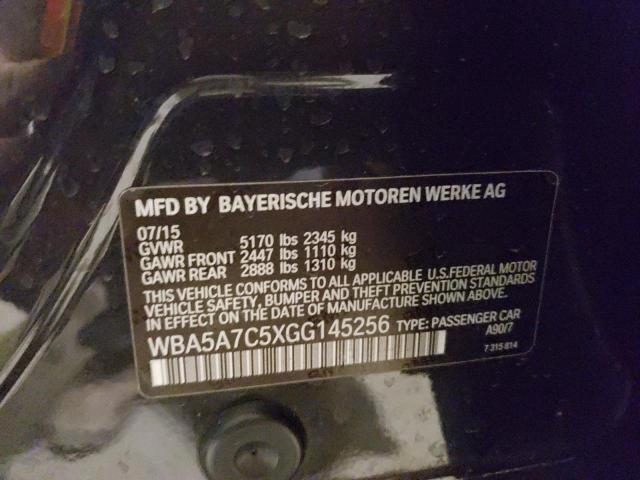 MFD BY BAYERISCHE MOTOREN WERKE AG
07/15
GVWR 5170 lbs 2345 kg
GAWR FRONT 2447 lbs 1110 kg
GAWR REAR 2888 lbs 1310 kg
THIS VEHICLE CONFORMS TO ALL APPLICABLE U.S.FEDERAL MOTOR
VEHICLE SAFETY, BUMPER AND THEFT PREVENTION STANDARDS
IN EFFECT ON THE DATE OF MANUFACTURE SHOWN ABOVE.
WBA5A7C5XGG145256 TYPE: PASSENGER CAR
A90/7
7 315 814